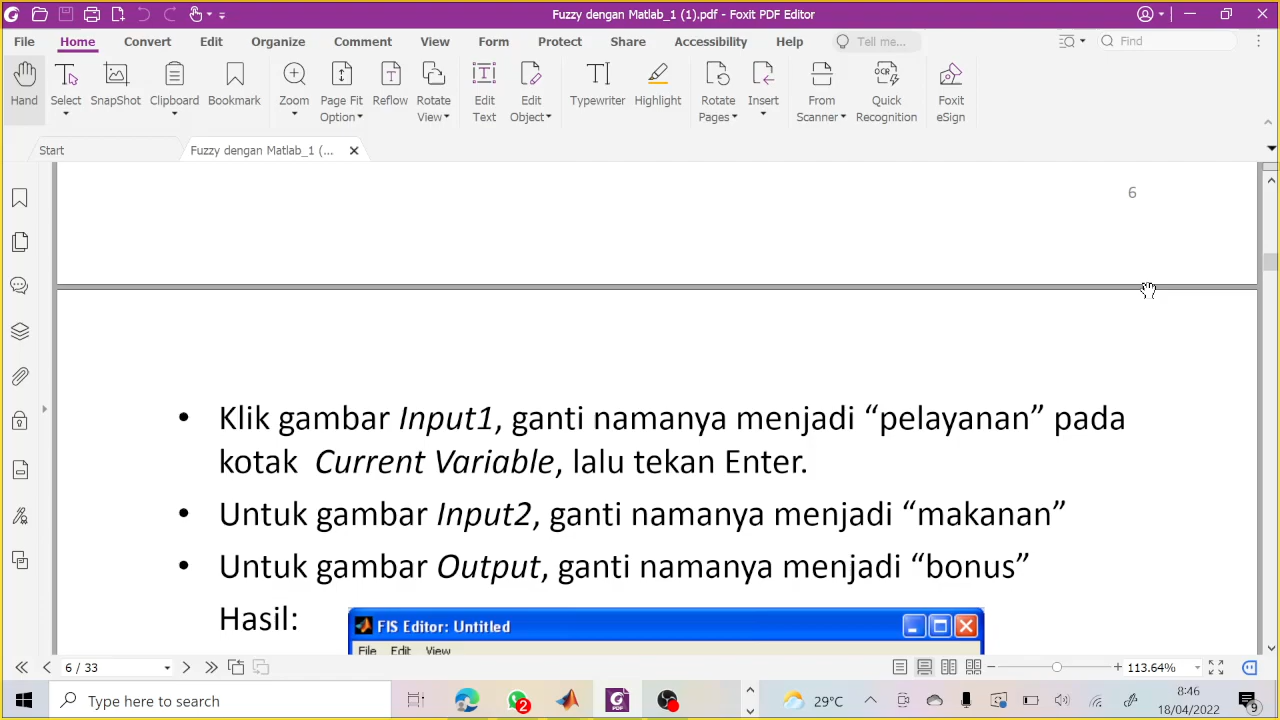 Fuzzy dengan Matlab_1 (1).pdf - Foxit PDF Editor
File Home Convert Edit Organize Comment View Form Protect Share Accessibility Help Tell me... Find
Hand Select SnapShot Clipboard Bookmark Zoom Page Fit Option Reflow Rotate View Edit Text Edit Object Typewriter Highlight Rotate Pages Insert From Scanner OCR Quick Recognition Foxit eSign
Start Fuzzy dengan Matlab_1 (...
6
• Klik gambar Input1, ganti namanya menjadi “pelayanan” pada
kotak Current Variable, lalu tekan Enter.
• Untuk gambar Input2, ganti namanya menjadi “makanan”
• Untuk gambar Output, ganti namanya menjadi “bonus”
Hasil:
FIS Editor: Untitled
File Edit View
6 / 33 113.64%
Type here to search 2 PDF 29°C 8:46
18/04/2022 9